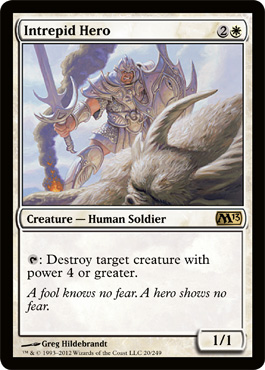 Intrepid Hero 2
Creature — Human Soldier M13
: Destroy target creature with
power 4 or greater.
A fool knows no fear. A hero shows no
fear.
Greg Hildebrandt
™ & © 1993–2012 Wizards of the Coast LLC 20/249
1/1